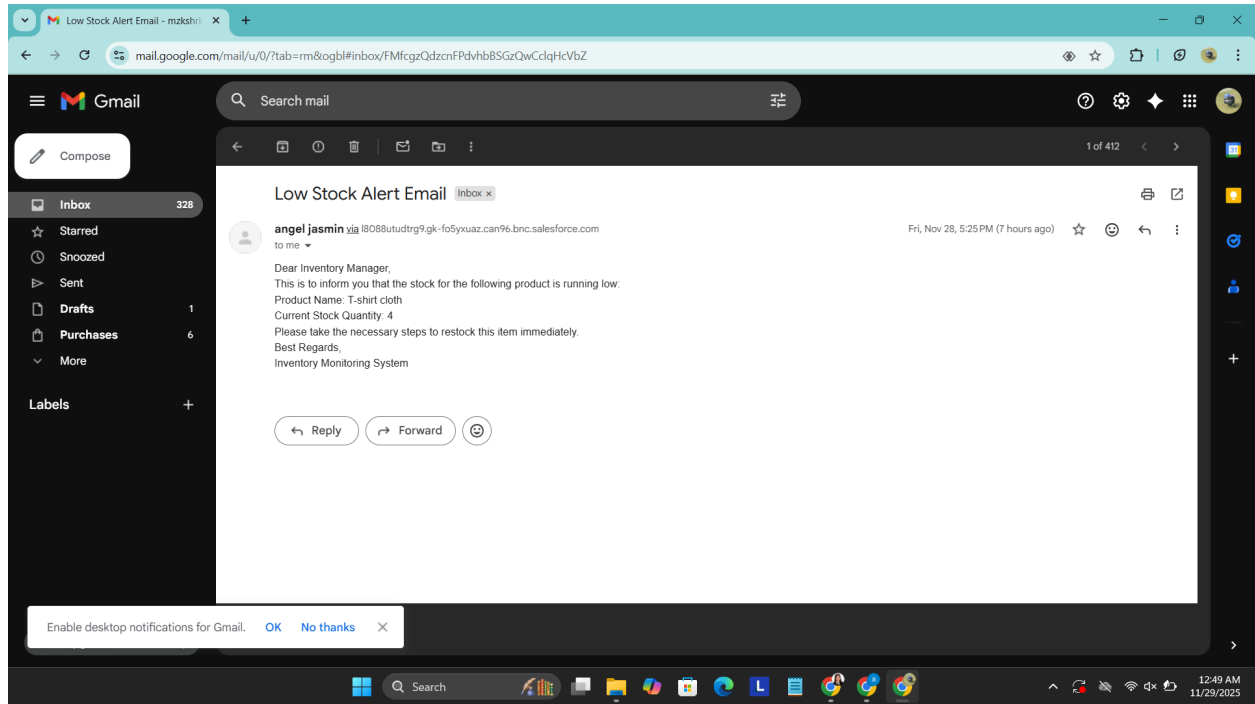 Low Stock Alert Email - mzkshri
mail.google.com/mail/u/0/?tab=rm&ogbl#inbox/FMfcgzQdzcnFPdvhbBSGzQwCclqHcVbZ
Gmail
Search mail
Compose
1 of 412
31
Inbox 328
Starred
Snoozed
Sent
Drafts 1
Purchases 6
More
Labels
Low Stock Alert Email Inbox x
angel jasmin via l8088utudtrg9.gk-fo5yxuaz.can96.bnc.salesforce.com
Fri, Nov 28, 5:25 PM (7 hours ago)
to me
Dear Inventory Manager,
This is to inform you that the stock for the following product is running low:
Product Name: T-shirt cloth
Current Stock Quantity: 4
Please take the necessary steps to restock this item immediately.
Best Regards,
Inventory Monitoring System
Reply
Forward
Enable desktop notifications for Gmail. OK No thanks
Search
L
12:49 AM
11/29/2025